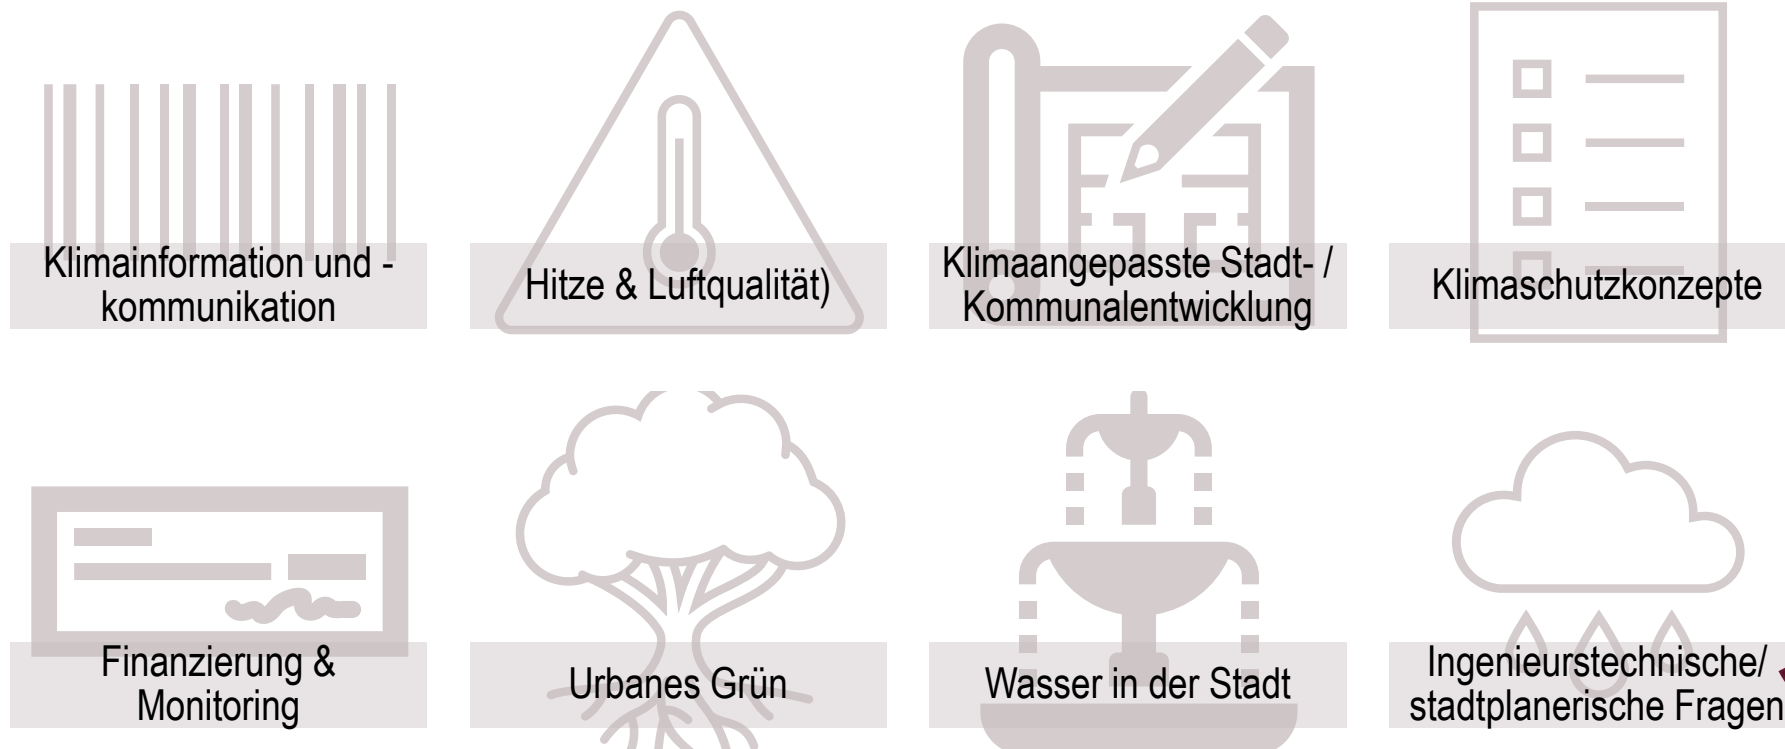 Klimainformation und -
kommunikation
Hitze & Luftqualität)
Klimaangepasste Stadt- /
Kommunalentwicklung
Klimaschutzkonzepte
Finanzierung &
Monitoring
Urbanes Grün
Wasser in der Stadt
Ingenieurstechnische/
stadtplanerische Fragen